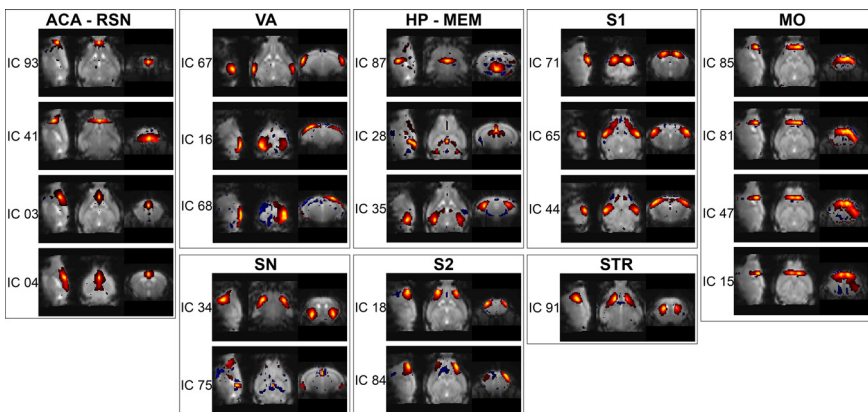 ACA - RSN
IC 93
IC 41
IC 03
IC 04
VA
IC 67
IC 16
IC 68
HP - MEM
IC 87
IC 28
IC 35
S1
IC 71
IC 65
IC 44
MO
IC 85
IC 81
IC 47
IC 15
SN
IC 34
IC 75
S2
IC 18
IC 84
STR
IC 91